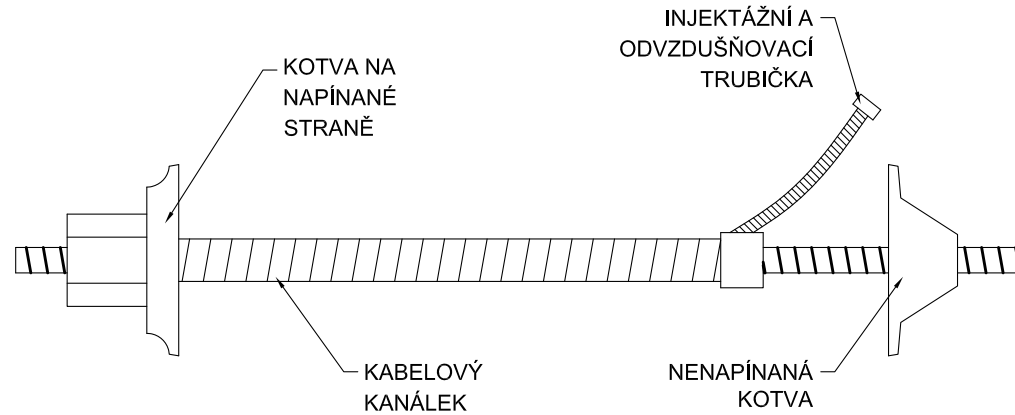 INJEKTÁŽNÍ A
ODVZDUŠŇOVACÍ
TRUBIČKA
KOTVA NA
NAPÍNANÉ
STRANĚ
KABELOVÝ
KANÁLEK
NENAPÍNANÁ
KOTVA